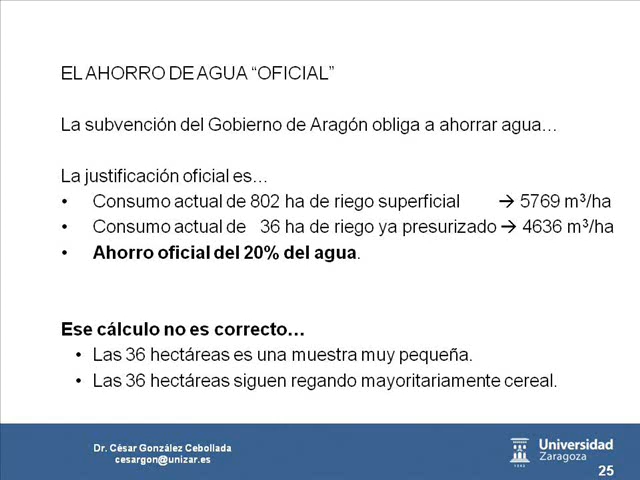 EL AHORRO DE AGUA “OFICIAL”
La subvención del Gobierno de Aragón obliga a ahorrar agua…
La justificación oficial es…
• Consumo actual de 802 ha de riego superficial → 5769 m³/ha
• Consumo actual de 36 ha de riego ya presurizado → 4636 m³/ha
• Ahorro oficial del 20% del agua.
Ese cálculo no es correcto…
• Las 36 hectáreas es una muestra muy pequeña.
• Las 36 hectáreas siguen regando mayoritariamente cereal.
Dr. César González Cebollada
cesargon@unizar.es
Universidad
Zaragoza
1542
25